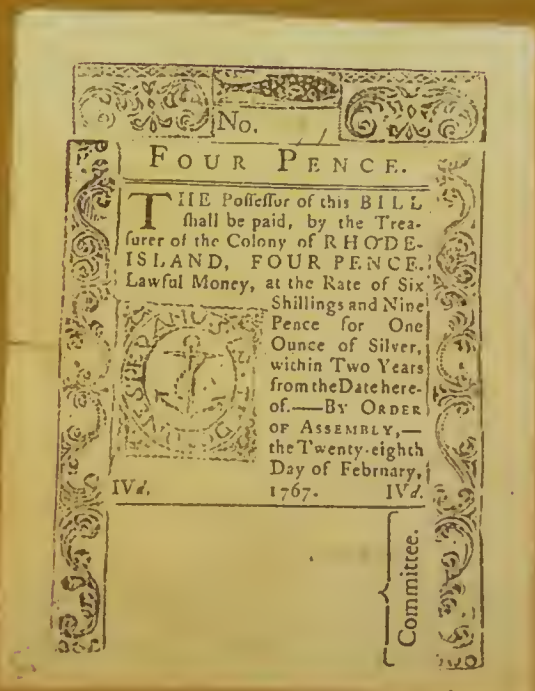 No.
FOUR PENCE.
THE Poſſeſſor of this BILL
ſhall be paid, by the Trea-
ſurer of the Colony of RHODE-
ISLAND, FOUR PENCE.
Lawful Money, at the Rate of Six
Shillings and Nine
Pence for One
Ounce of Silver,
within Two Years
from the Date here-
of.—By ORDER
OF ASSEMBLY,—
the Twenty-eighth
Day of February,
IVd. 1767. IVd.
Committee.